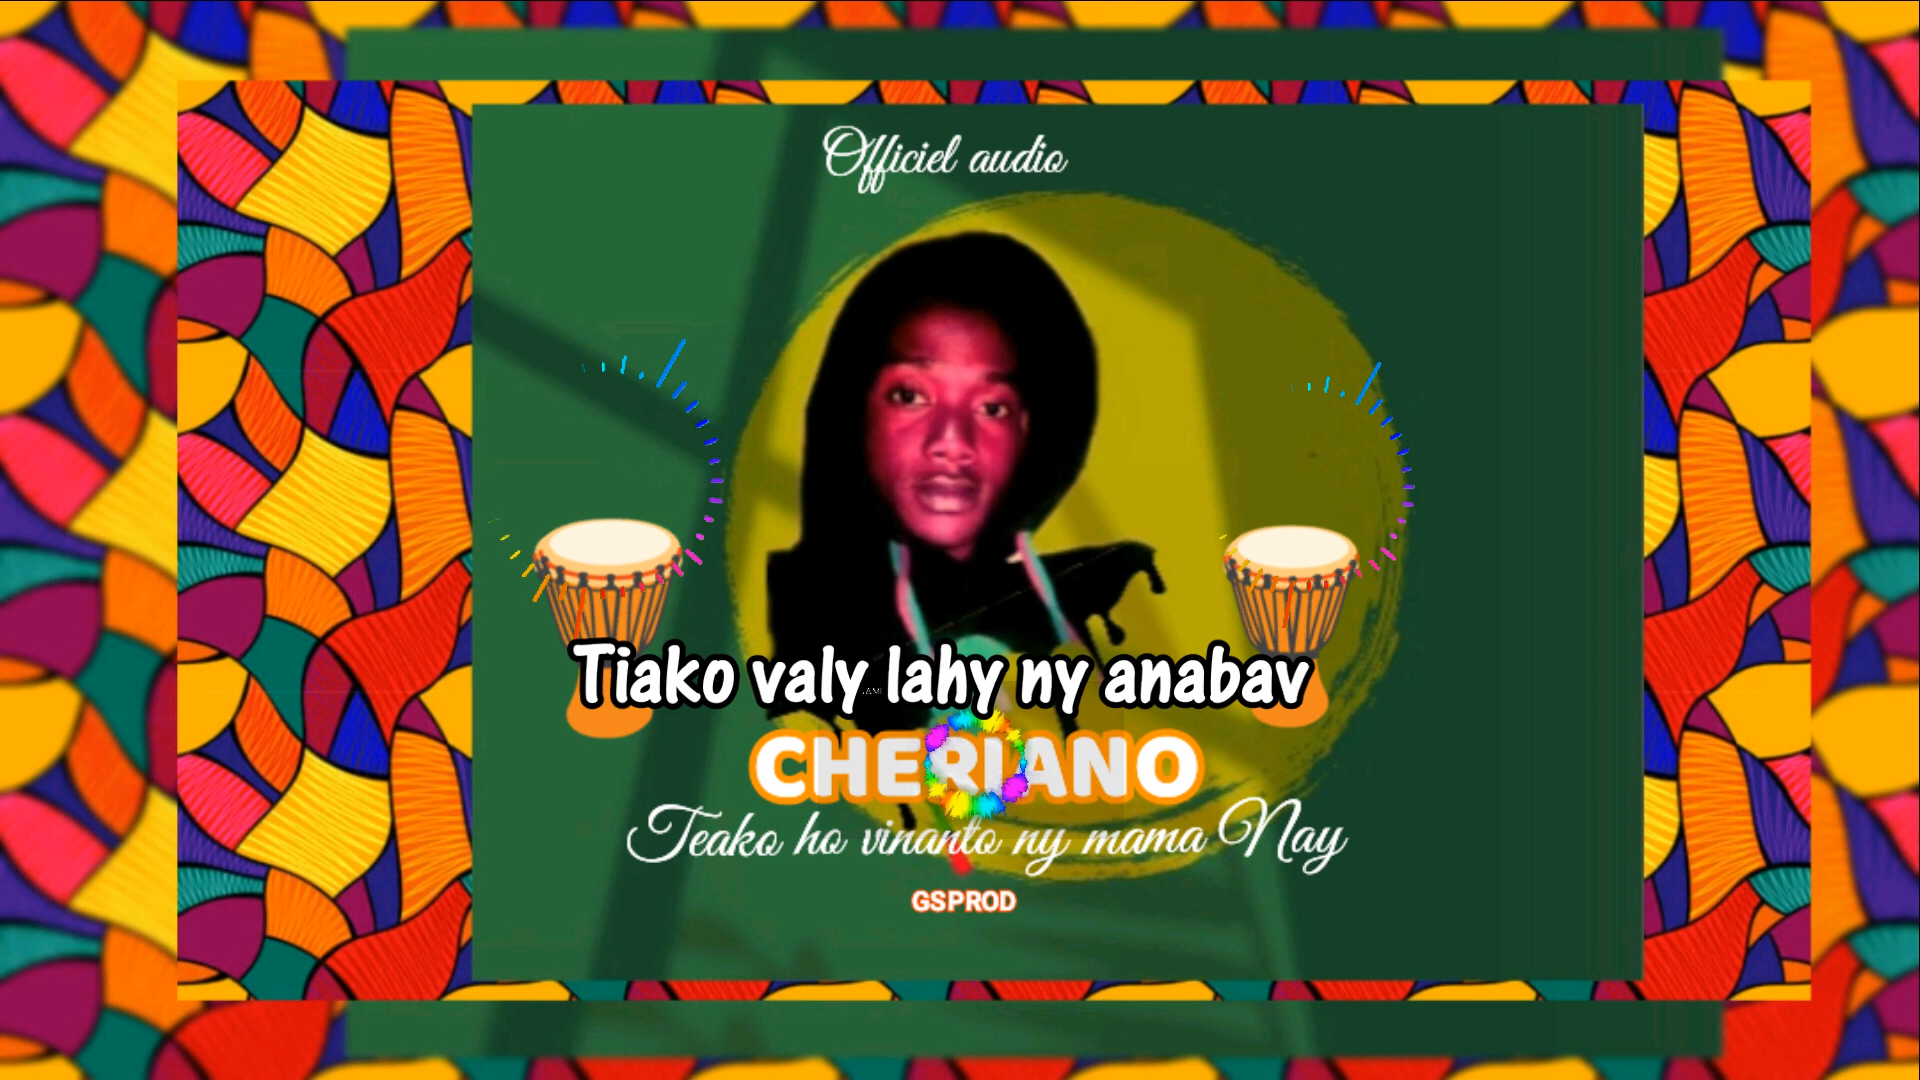 Officiel audio
Tiako valy lahy ny anabav
CHERIANO
Teako ho vinanto ny mama Nay
GSPROD